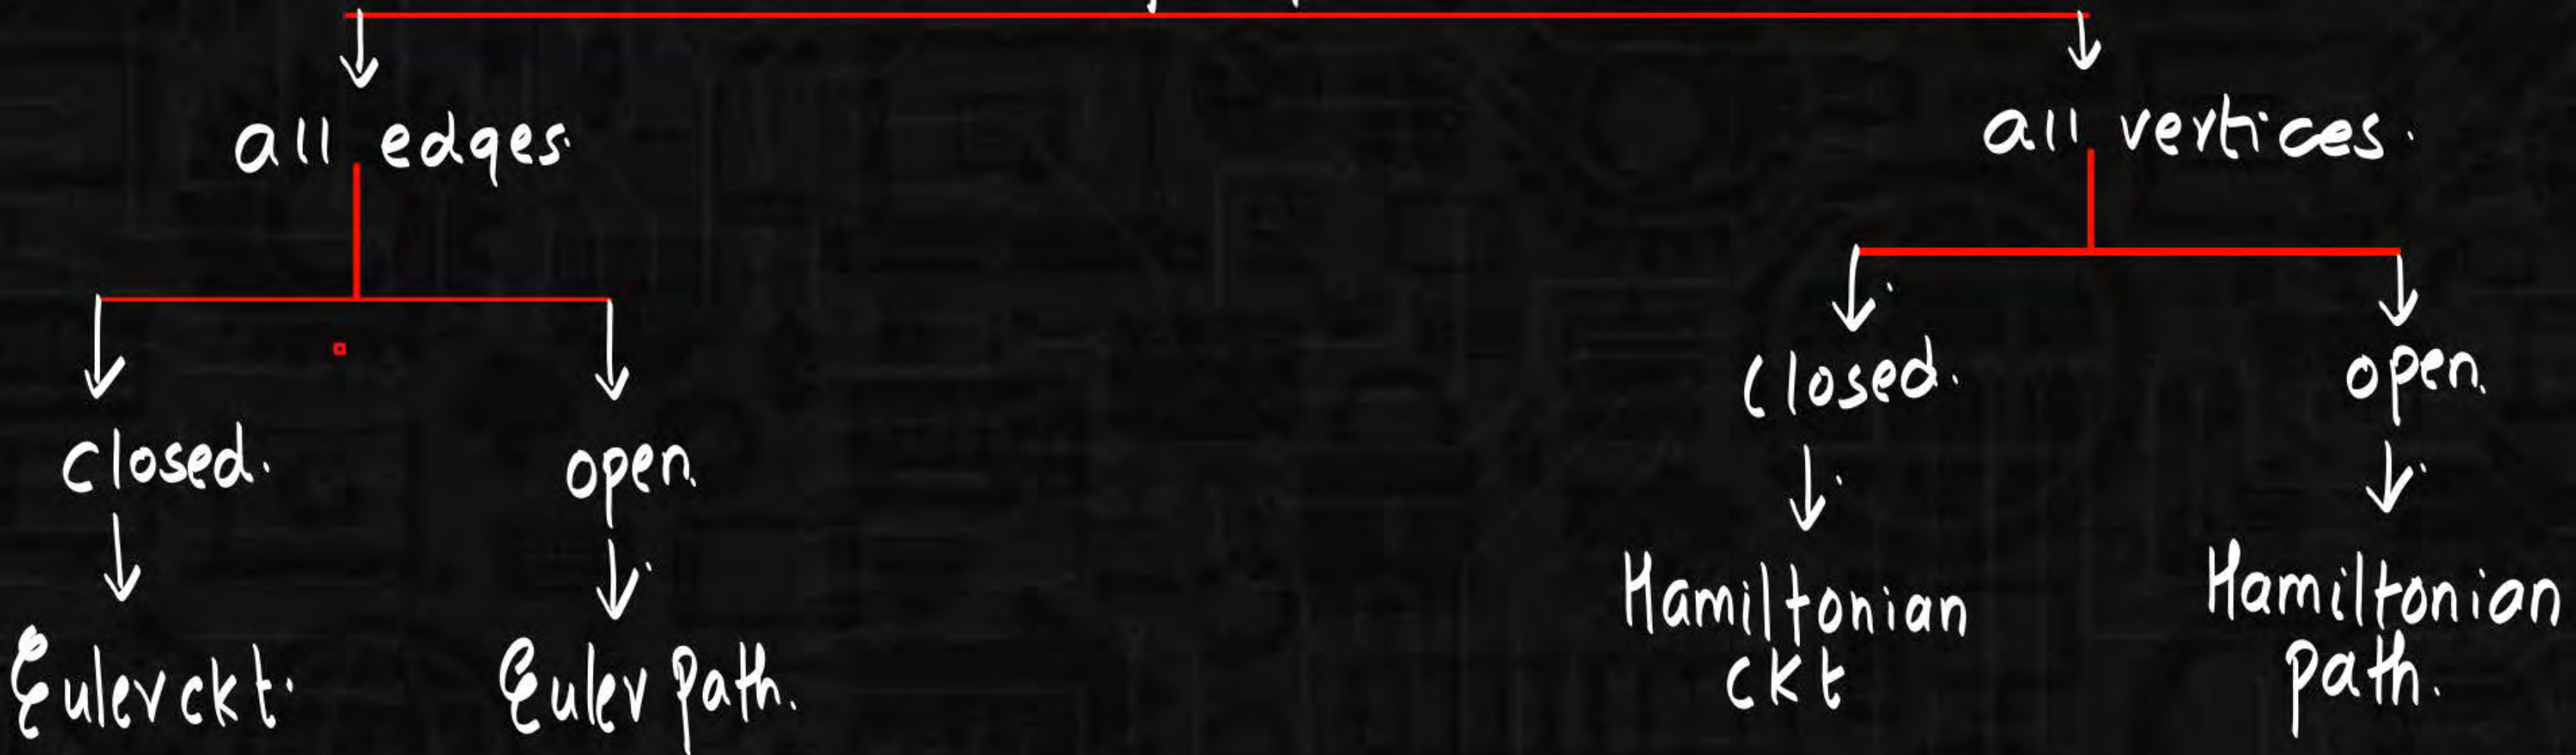 all edges.
all vertices.
closed.
open.
closed.
open.
Euler ckt.
Euler Path.
Hamiltonian
ckt
Hamiltonian
path.